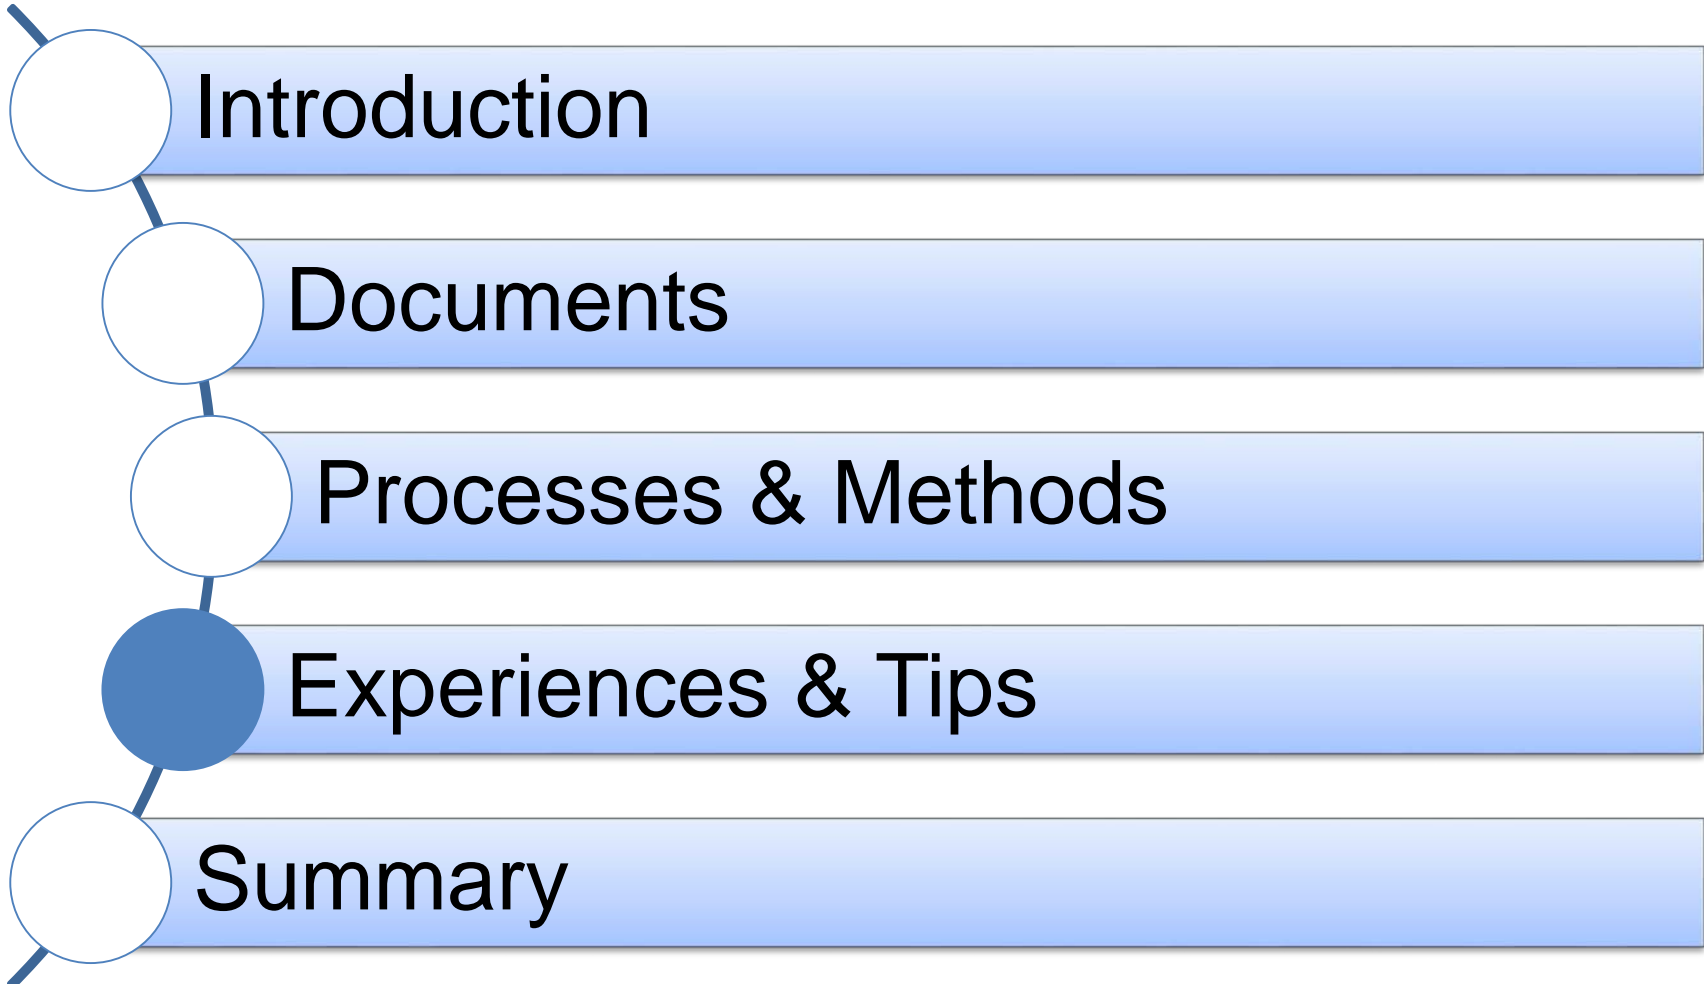 Introduction
Documents
Processes & Methods
Experiences & Tips
Summary